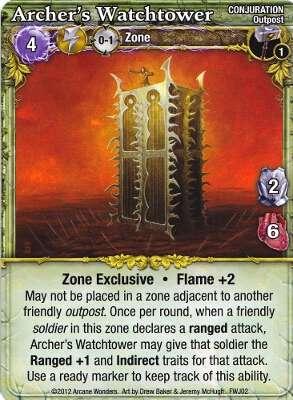 Archer's Watchtower
CONJURATION
Outpost
4
0-1
Zone
1
2
6
Zone Exclusive • Flame +2
May not be placed in a zone adjacent to another
friendly outpost. Once per round, when a friendly
soldier in this zone declares a ranged attack,
Archer's Watchtower may give that soldier the
Ranged +1 and Indirect traits for that attack.
Use a ready marker to keep track of this ability.
©2012 Arcane Wonders. Art by Drew Baker & Jeremy McHugh. FWJ02